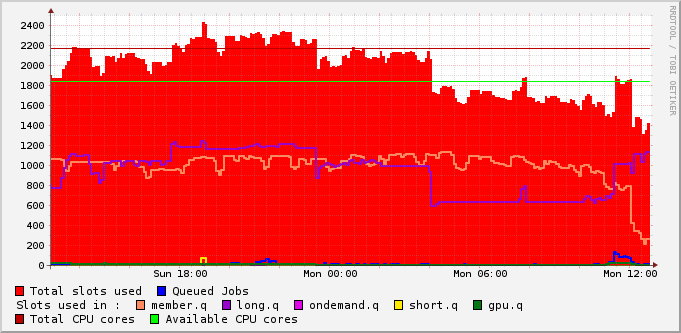 2400
2200
2000
1800
1600
1400
1200
1000
800
600
400
200
0
Sun 18:00 Mon 00:00 Mon 06:00 Mon 12:00
Total slots used Queued Jobs
Slots used in : member.q long.q ondemand.q short.q gpu.q
Total CPU cores Available CPU cores
RRDTOOL / TOBI OETIKER